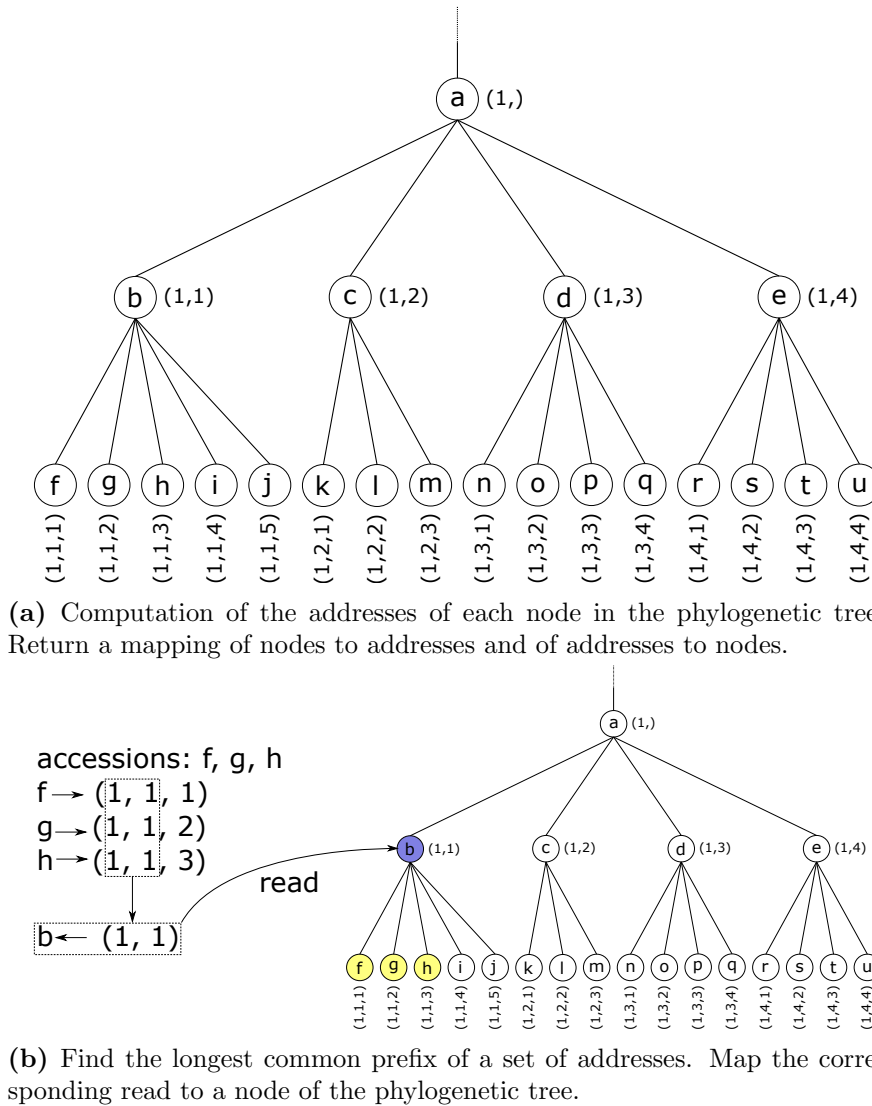 a (1,)
b (1,1) c (1,2) d (1,3) e (1,4)
f g h i j k l m n o p q r s t u
(1,1,1) (1,1,2) (1,1,3) (1,1,4) (1,1,5) (1,2,1) (1,2,2) (1,2,3) (1,3,1) (1,3,2) (1,3,3) (1,3,4) (1,4,1) (1,4,2) (1,4,3) (1,4,4)
(a) Computation of the addresses of each node in the phylogenetic tree
Return a mapping of nodes to addresses and of addresses to nodes.
a (1,)
accessions: f, g, h
f → (1, 1, 1)
g → (1, 1, 2)
h → (1, 1, 3)
read
b ← (1, 1)
b (1,1) c (1,2) d (1,3) e (1,4)
f g h i j k l m n o p q r s t u
(1,1,1) (1,1,2) (1,1,3) (1,1,4) (1,1,5) (1,2,1) (1,2,2) (1,2,3) (1,3,1) (1,3,2) (1,3,3) (1,3,4) (1,4,1) (1,4,2) (1,4,3) (1,4,4)
(b) Find the longest common prefix of a set of addresses. Map the corre
sponding read to a node of the phylogenetic tree.